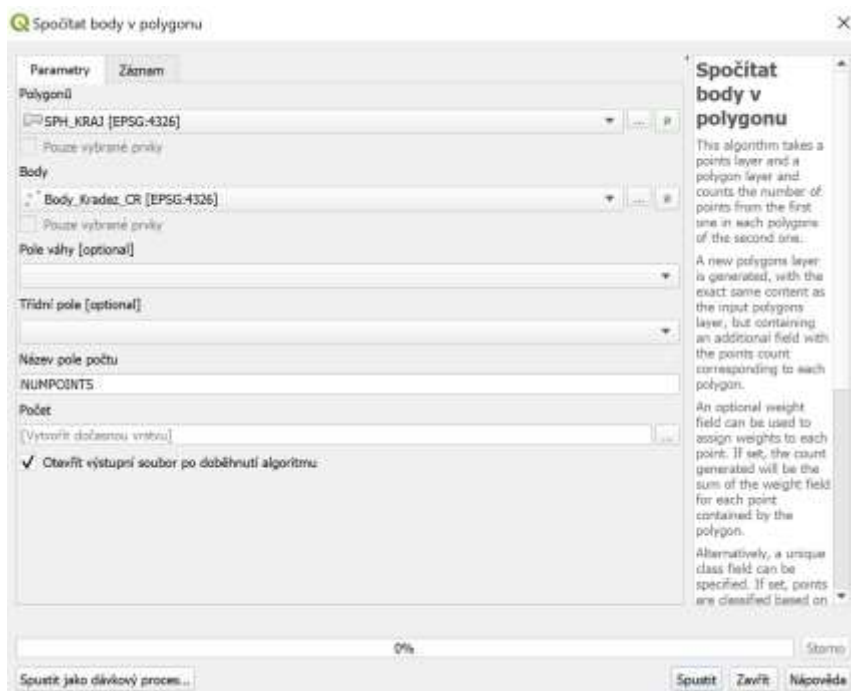 Spočítat body v polygonu
Parametry
Záznam
Polygonů
SPH_KRAJ [EPSG:4326]
...
Pouze vybrané prvky
Body
Body_Kradez_CR [EPSG:4326]
...
Pouze vybrané prvky
Pole váhy [optional]
Třídní pole [optional]
Název pole počtu
NUMPOINTS
Počet
[Vytvořit dočasnou vrstvu]
...
Otevřít výstupní soubor po doběhnutí algoritmu
Spočítat
body v
polygonu
This algorithm takes a
points layer and a
polygon layer and
counts the number of
points from the first
one in each polygons
of the second one.
A new polygons layer
is generated, with the
exact same content as
the input polygons
layer, but containing
an additional field with
the points count
corresponding to each
polygon.
An optional weight
field can be used to
assign weights to each
point. If set, the count
generated will be the
sum of the weight field
for each point
contained by the
polygon.
Alternatively, a unique
class field can be
specified. If set, points
are classified based on
0%
Storno
Spustit jako dávkový proces...
Spustit
Zavřít
Nápověda